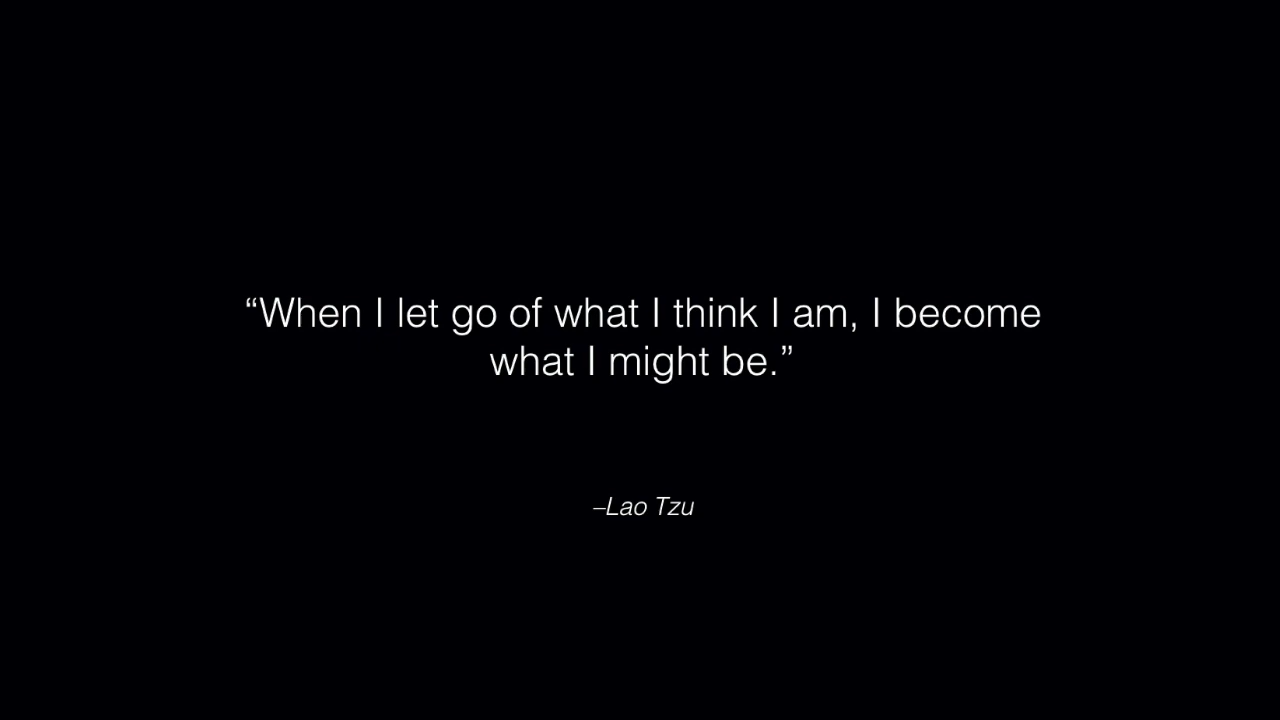 “When I let go of what I think I am, I become
what I might be.”
–Lao Tzu